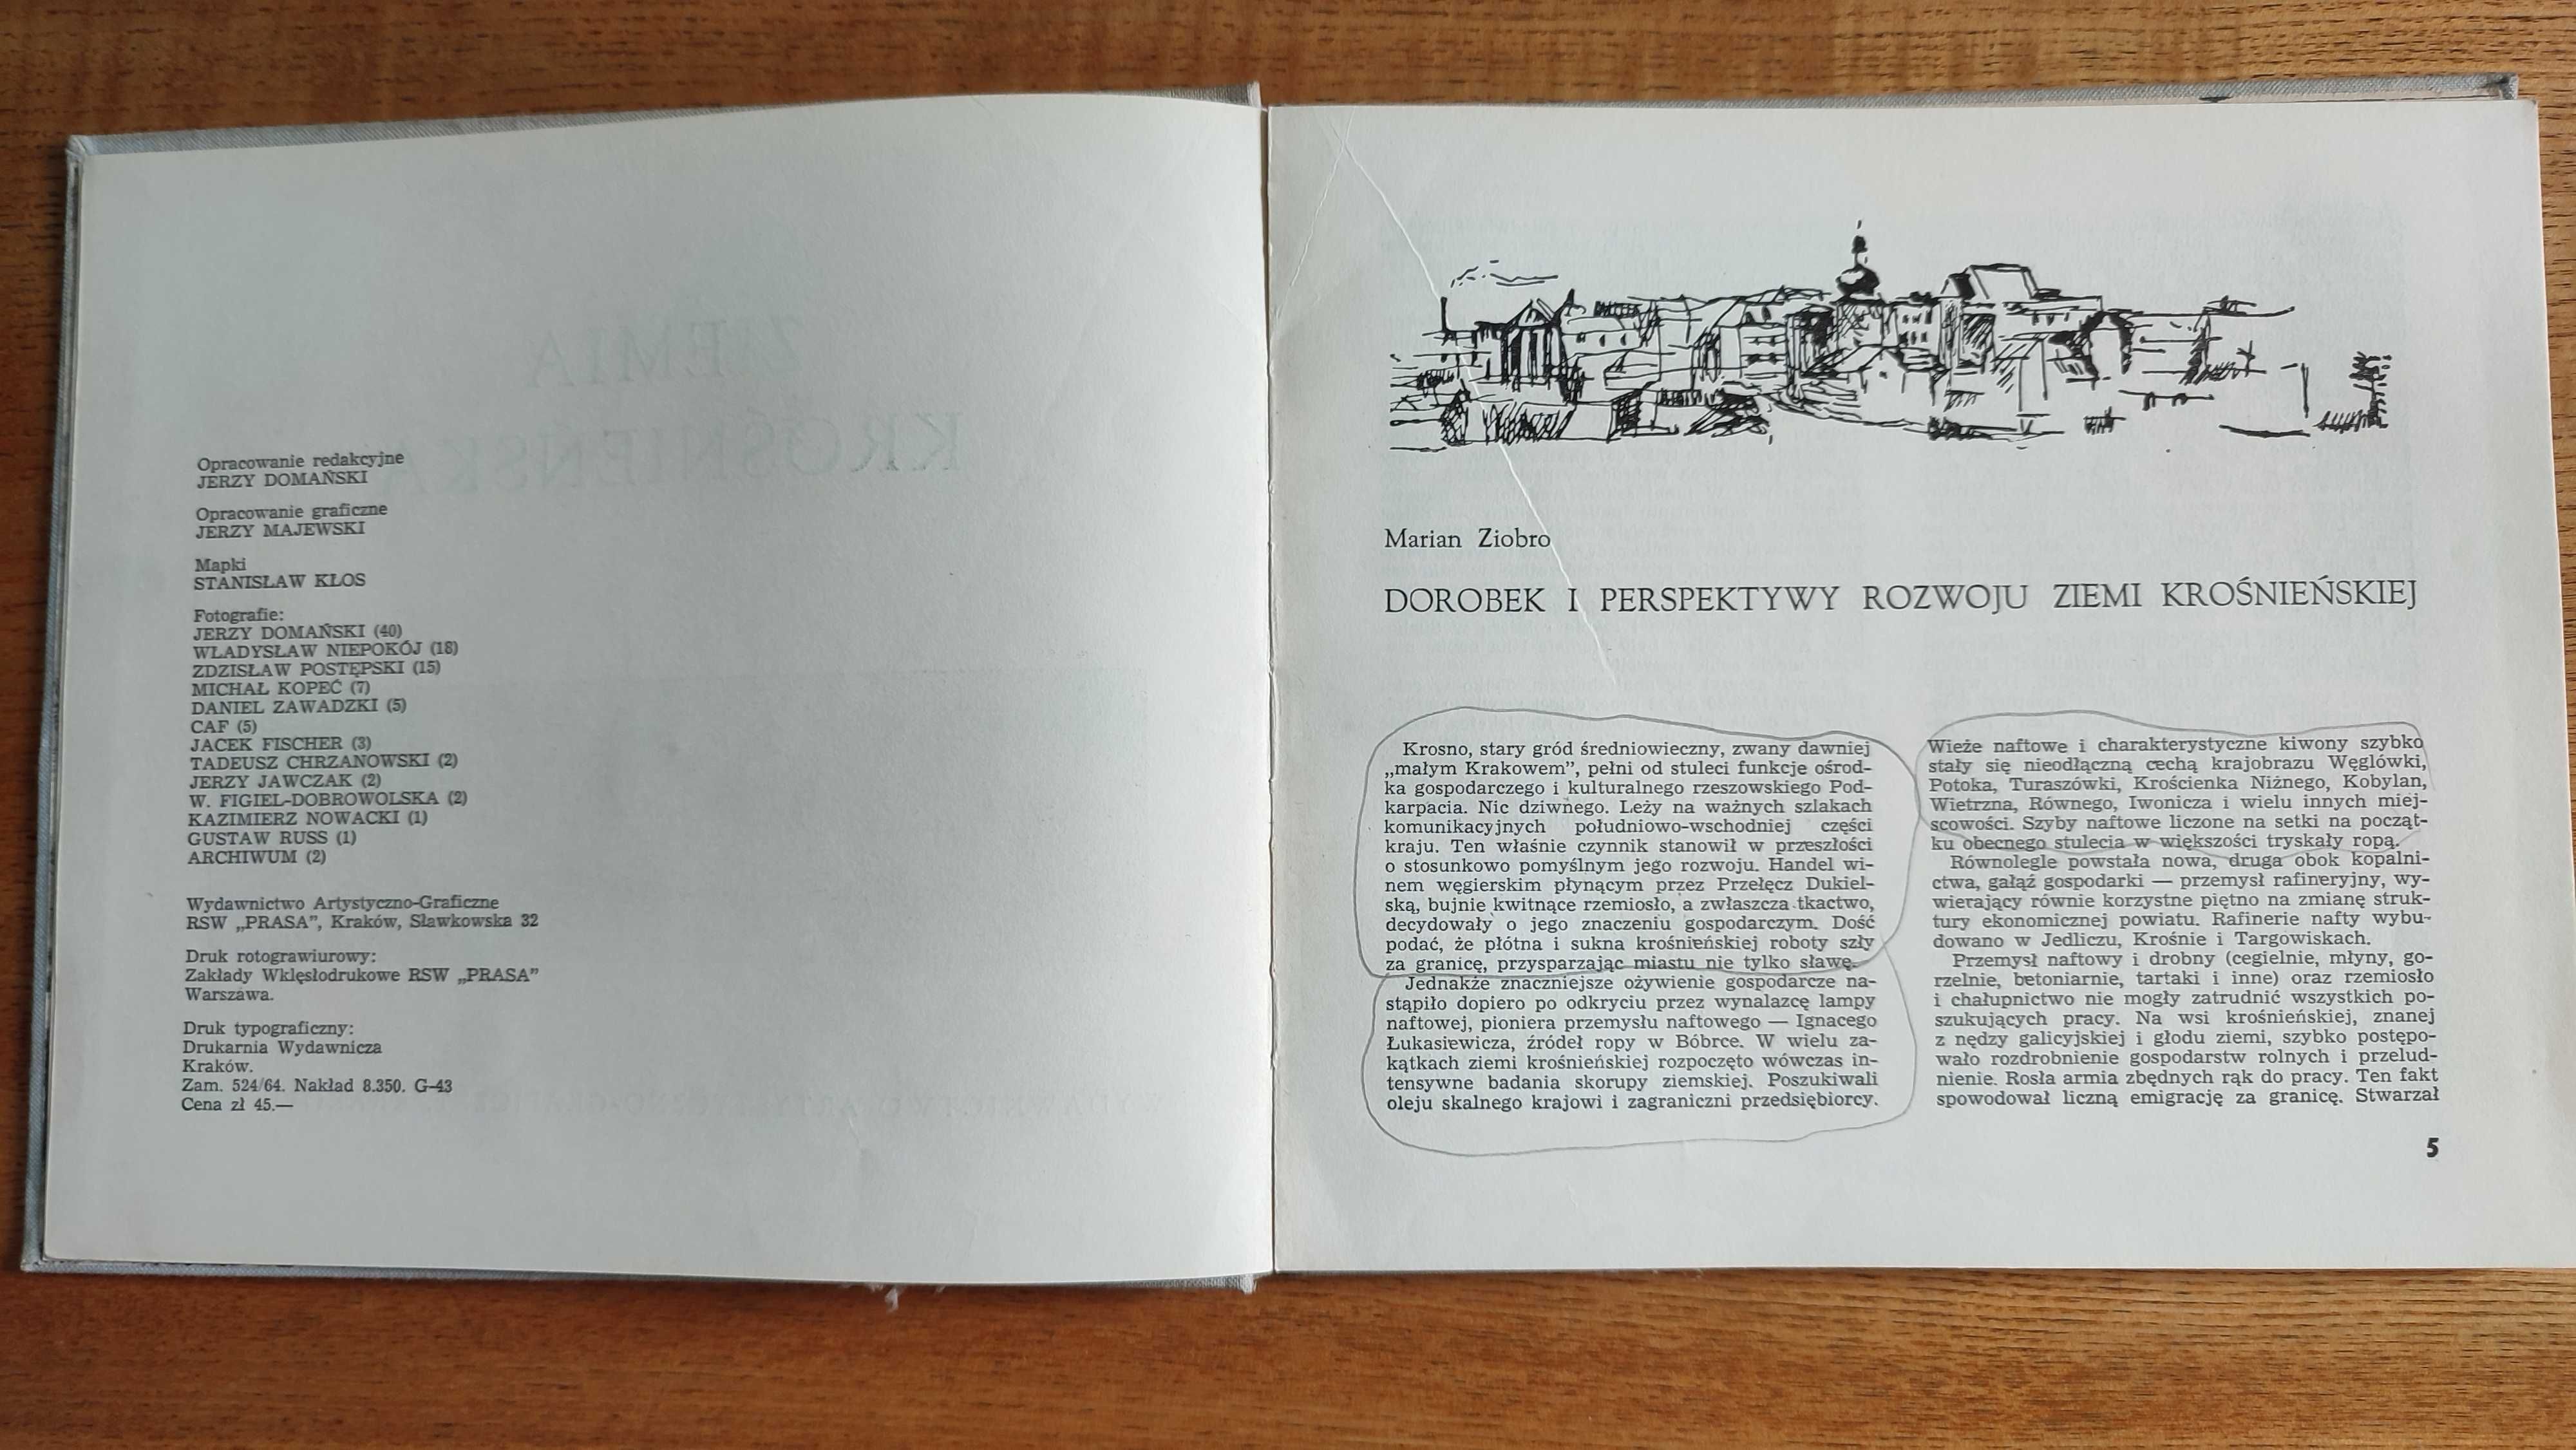 Opracowanie redakcyjne
JERZY DOMAŃSKI
Opracowanie graficzne
JERZY MAJEWSKI
Mapki
STANISŁAW KŁOS
Fotografie:
JERZY DOMAŃSKI (40)
WŁADYSŁAW NIEPOKÓJ (18)
ZDZISŁAW POSTĘPSKI (15)
MICHAŁ KOPEĆ (7)
DANIEL ZAWADZKI (5)
CAF (5)
JACEK FISCHER (3)
TADEUSZ CHRZANOWSKI (2)
JERZY JAWCZAK (2)
W. FIGIEL-DOBROWOLSKA (2)
KAZIMIERZ NOWACKI (1)
GUSTAW RUSS (1)
ARCHIWUM (2)
Wydawnictwo Artystyczno-Graficzne
RSW „PRASA”, Kraków, Sławkowska 32
Druk rotograwiurowy:
Zakłady Wklęsłodrukowe RSW „PRASA”
Warszawa.
Druk typograficzny:
Drukarnia Wydawnicza
Kraków.
Zam. 524/64. Nakład 8.350. G-43
Cena zł 45.—
Marian Ziobro
DOROBEK I PERSPEKTYWY ROZWOJU ZIEMI KROŚNIEŃSKIEJ
Krosno, stary gród średniowieczny, zwany dawniej
„małym Krakowem”, pełni od stuleci funkcje ośrod-
ka gospodarczego i kulturalnego rzeszowskiego Pod-
karpacia. Nic dziwnego. Leży na ważnych szlakach
komunikacyjnych południowo-wschodniej części
kraju. Ten właśnie czynnik stanowił w przeszłości
o stosunkowo pomyślnym jego rozwoju. Handel wi-
nem węgierskim płynącym przez Przełęcz Dukiel-
ską, bujnie kwitnące rzemiosło, a zwłaszcza tkactwo,
decydowały o jego znaczeniu gospodarczym. Dość
podać, że płótna i sukna krośnieńskiej roboty szły
za granicę, przysparzając miastu nie tylko sławę.
Jednakże znaczniejsze ożywienie gospodarcze na-
stąpiło dopiero po odkryciu przez wynalazcę lampy
naftowej, pioniera przemysłu naftowego — Ignacego
Łukasiewicza, źródeł ropy w Bóbrce. W wielu za-
kątkach ziemi krośnieńskiej rozpoczęto wówczas in-
tensywne badania skorupy ziemskiej. Poszukiwali
oleju skalnego krajowi i zagraniczni przedsiębiorcy.
Wieże naftowe i charakterystyczne kiwony szybko
stały się nieodłączną cechą krajobrazu Węglówki,
Potoka, Turaszówki, Krościenka Niżnego, Kobylan,
Wietrzna, Równego, Iwonicza i wielu innych miej-
scowości. Szyby naftowe liczone na setki na począt-
ku obecnego stulecia w większości tryskały ropą.
Równolegle powstała nowa, druga obok kopalni-
ctwa, gałąź gospodarki — przemysł rafineryjny, wy-
wierający równie korzystne piętno na zmianę struk-
tury ekonomicznej powiatu. Rafinerie nafty wybu-
dowano w Jedliczu, Krośnie i Targowiskach.
Przemysł naftowy i drobny (cegielnie, młyny, go-
rzelnie, betoniarnie, tartaki i inne) oraz rzemiosło
i chałupnictwo nie mogły zatrudnić wszystkich po-
szukujących pracy. Na wsi krośnieńskiej, znanej
z nędzy galicyjskiej i głodu ziemi, szybko postępo-
wało rozdrobnienie gospodarstw rolnych i przelud-
nienie. Rosła armia zbędnych rąk do pracy. Ten fakt
spowodował liczną emigrację za granicę. Stwarzał
5